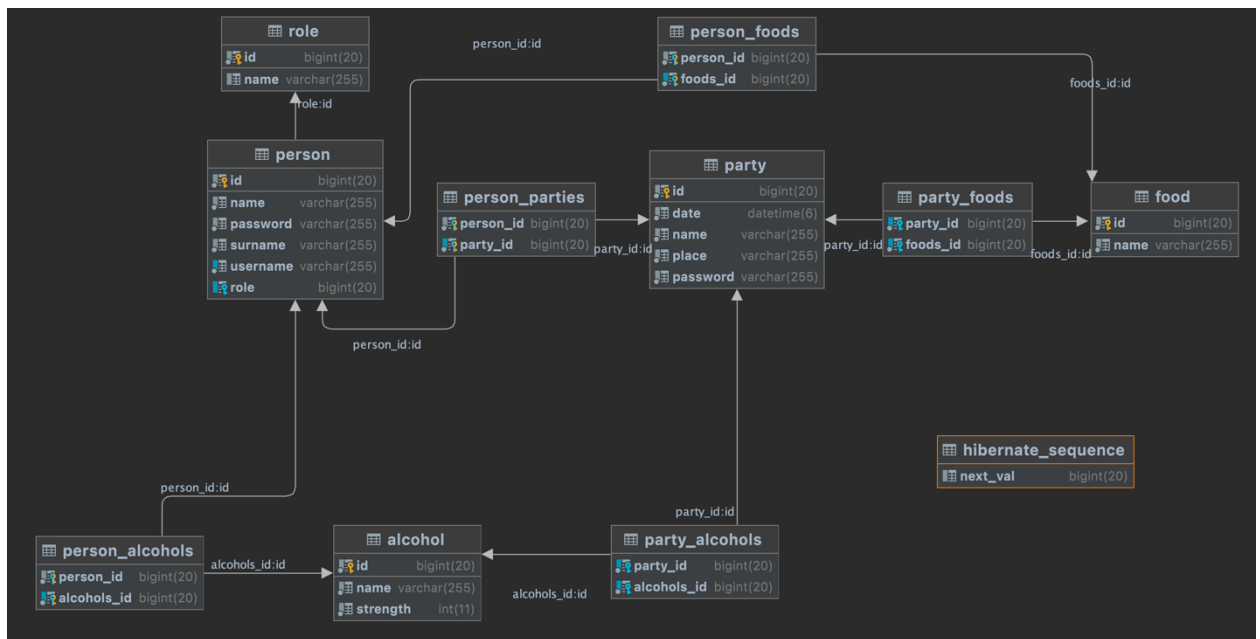 role
id bigint(20)
name varchar(255)
role:id
person
id bigint(20)
name varchar(255)
password varchar(255)
surname varchar(255)
username varchar(255)
role bigint(20)
person_id:id
person_foods
person_id bigint(20)
foods_id bigint(20)
foods_id:id
person_parties
person_id bigint(20)
party_id bigint(20)
party_id:id
person_id:id
party
id bigint(20)
date datetime(6)
name varchar(255)
place varchar(255)
password varchar(255)
party_foods
party_id bigint(20)
foods_id bigint(20)
party_id:id
foods_id:id
food
id bigint(20)
name varchar(255)
hibernate_sequence
next_val bigint(20)
person_id:id
person_alcohols
person_id bigint(20)
alcohols_id bigint(20)
alcohols_id:id
alcohol
id bigint(20)
name varchar(255)
strength int(11)
party_id:id
alcohols_id:id
party_alcohols
party_id bigint(20)
alcohols_id bigint(20)